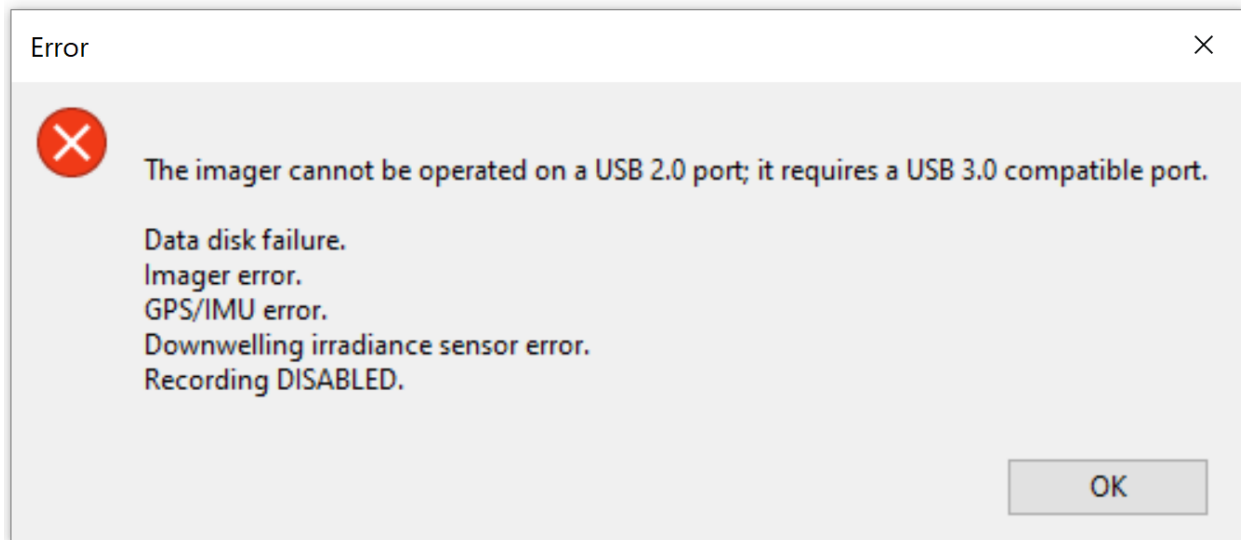 Error
The imager cannot be operated on a USB 2.0 port; it requires a USB 3.0 compatible port.
Data disk failure.
Imager error.
GPS/IMU error.
Downwelling irradiance sensor error.
Recording DISABLED.
OK